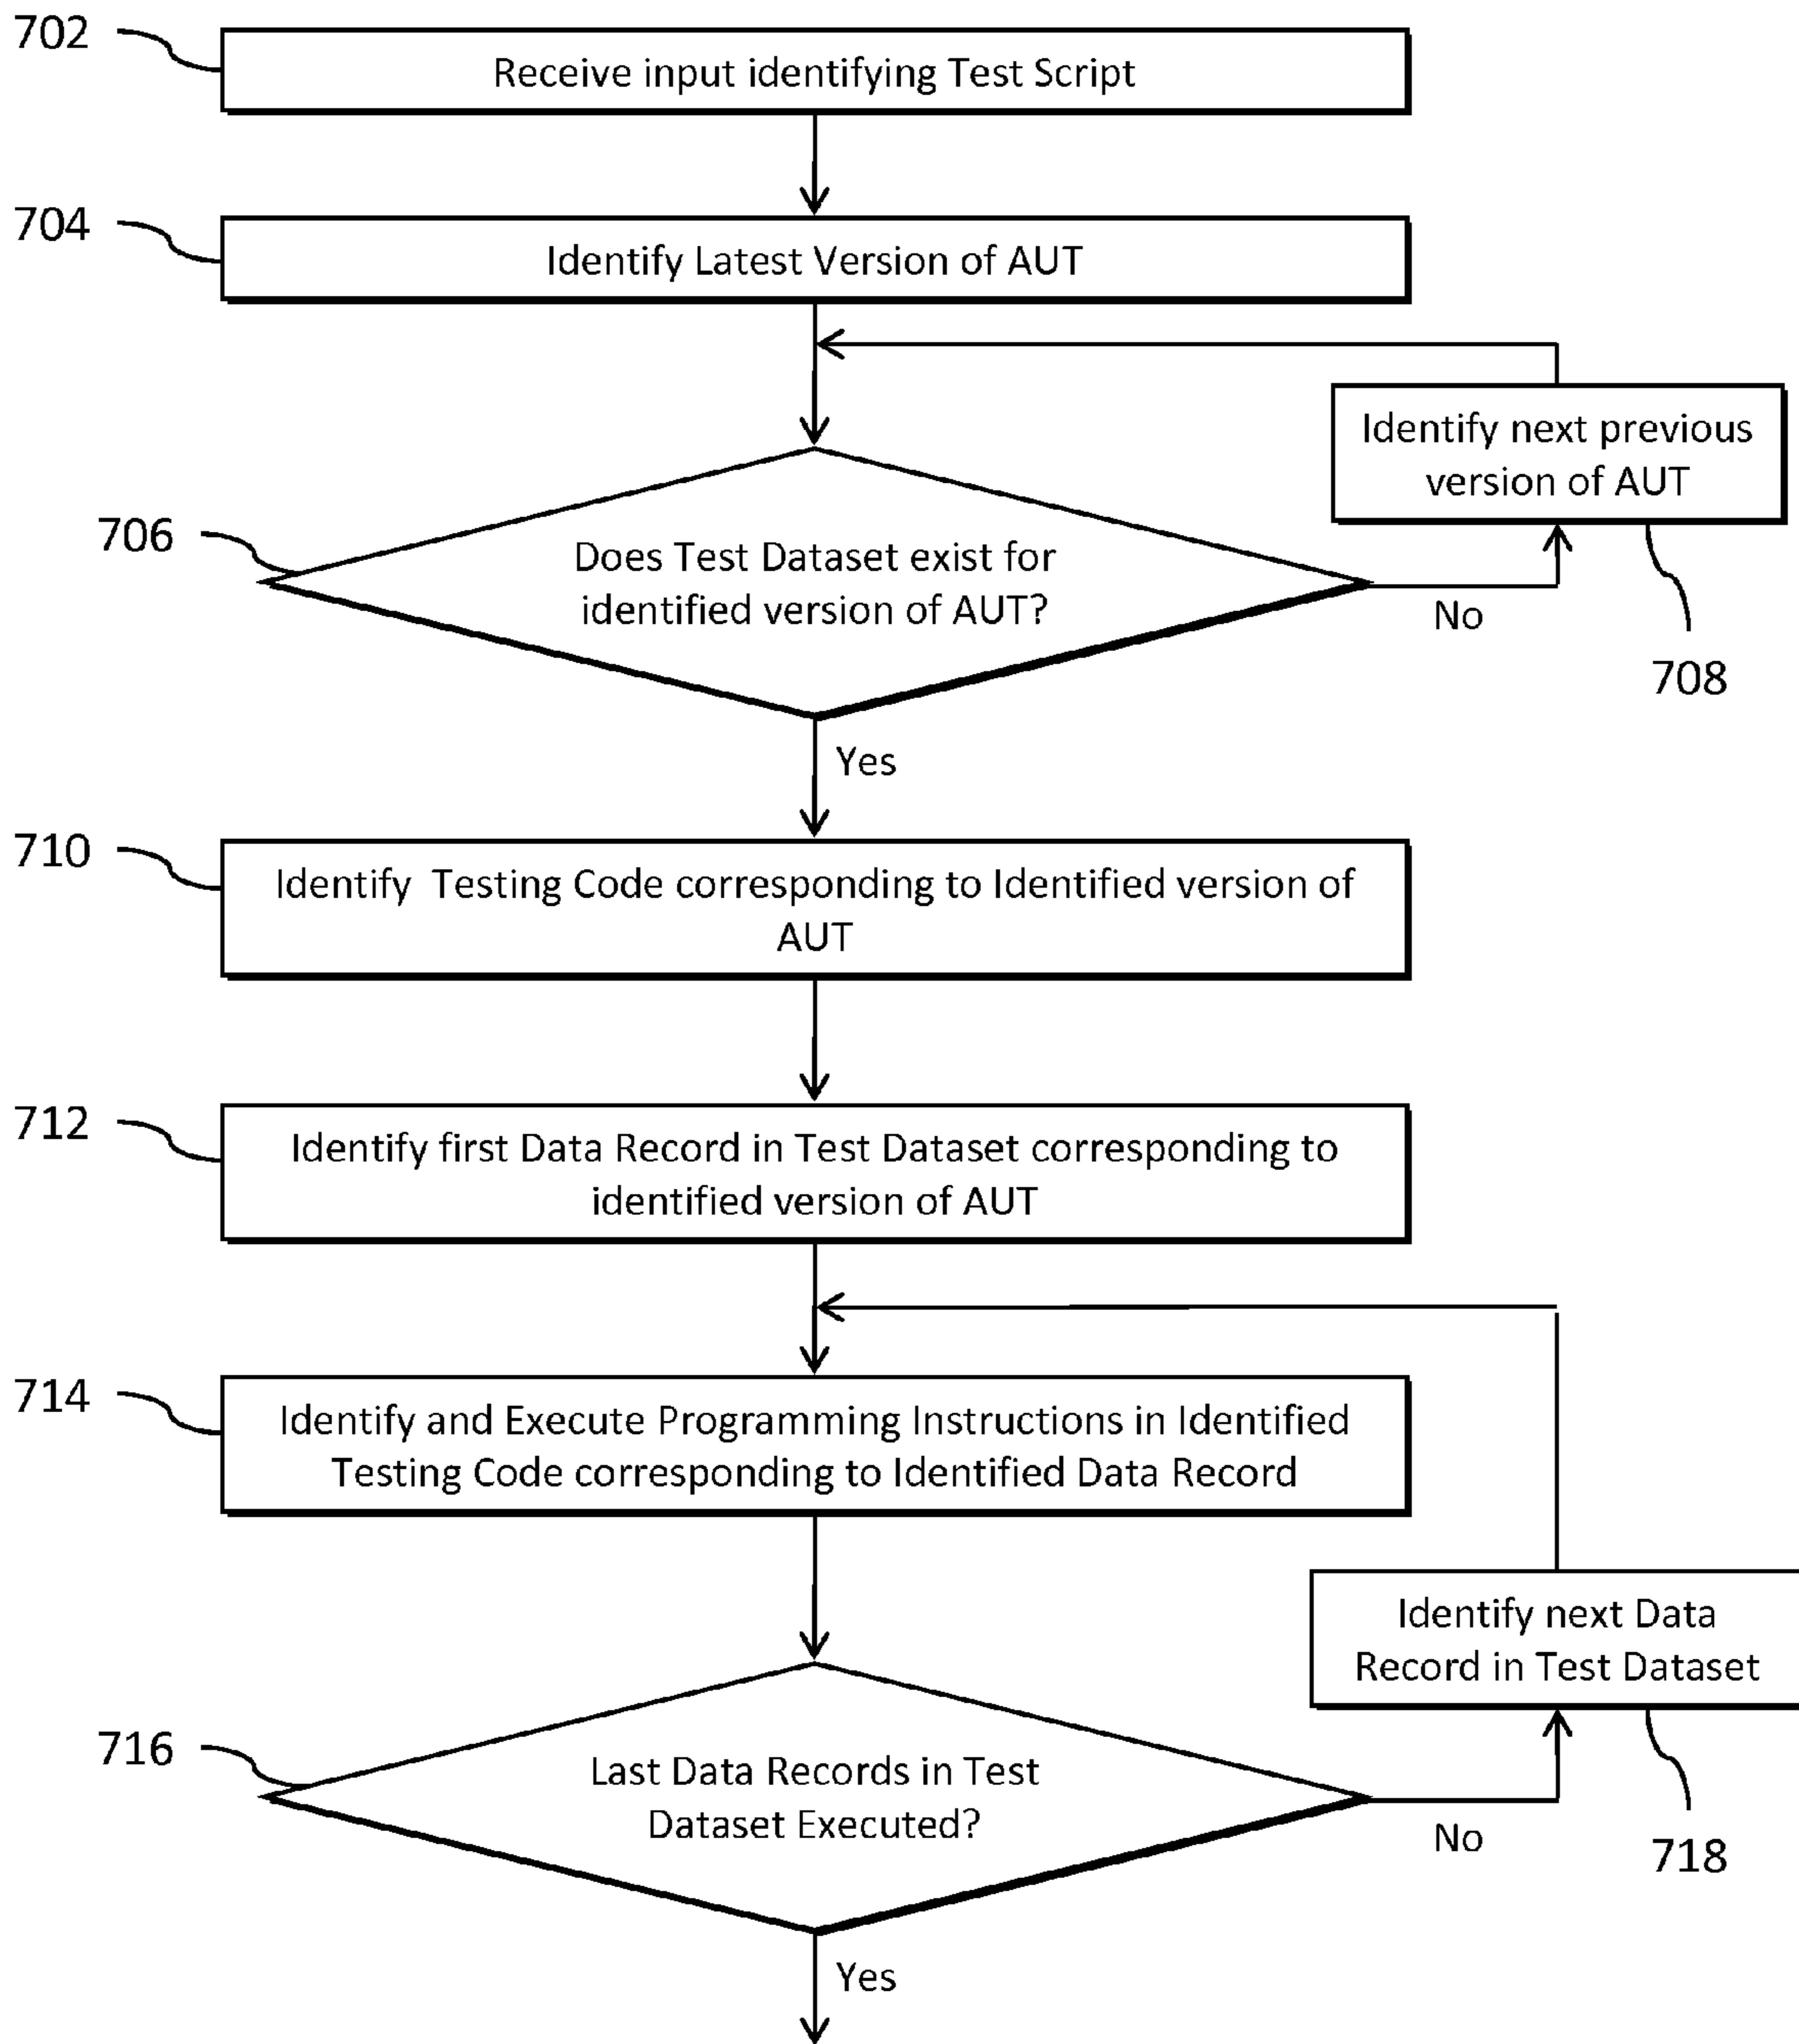 702
Receive input identifying Test Script
704
Identify Latest Version of AUT
Identify next previous
version of AUT
706
Does Test Dataset exist for
identified version of AUT?
No
708
Yes
710
Identify Testing Code corresponding to Identified version of
AUT
712
Identify first Data Record in Test Dataset corresponding to
identified version of AUT
714
Identify and Execute Programming Instructions in Identified
Testing Code corresponding to Identified Data Record
Identify next Data
Record in Test Dataset
716
Last Data Records in Test
Dataset Executed?
No
718
Yes